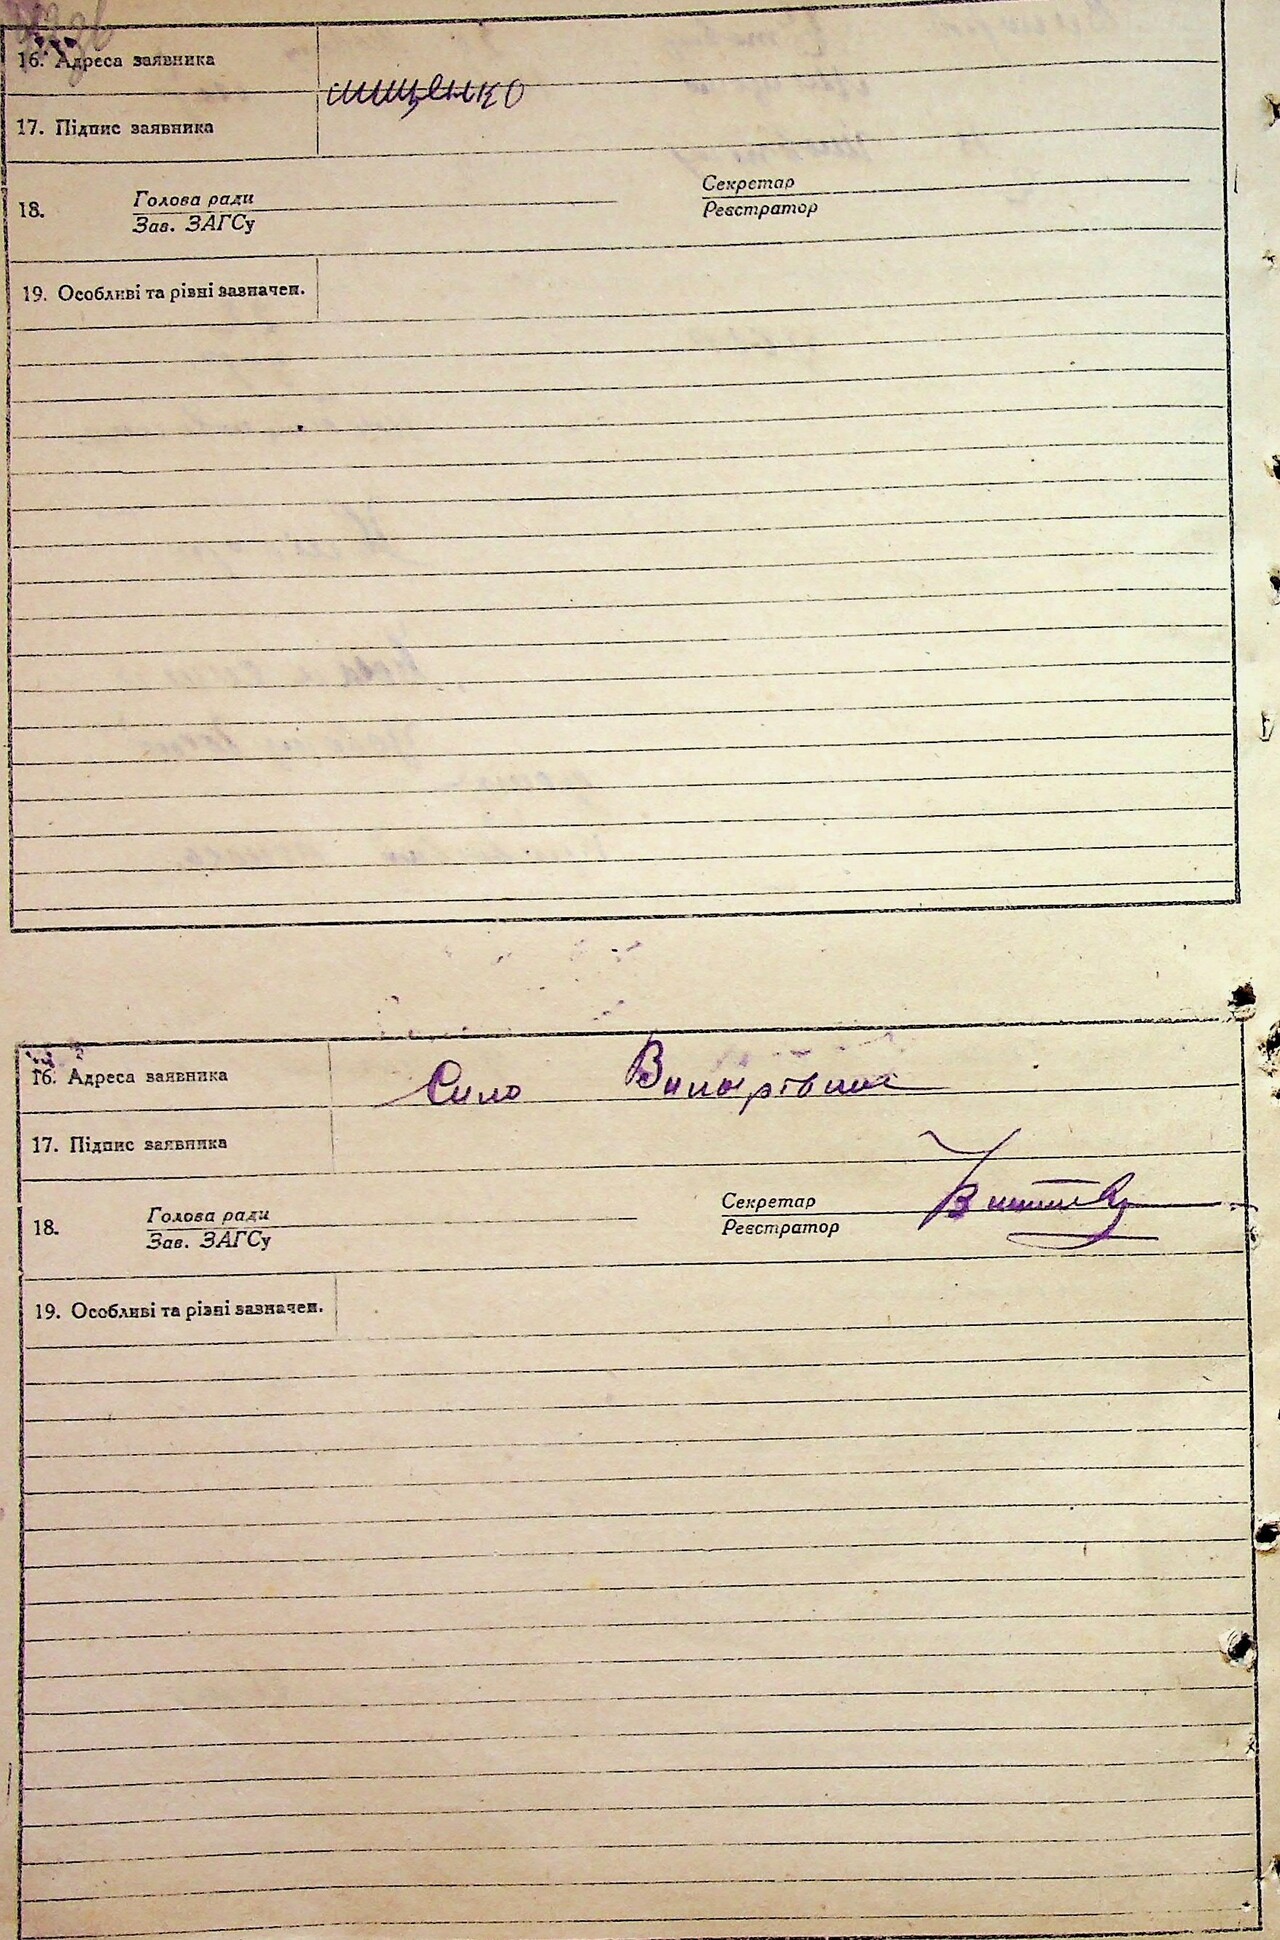 16. Адреса заявника
мищенко
17. Підпис заявника
18. Голова ради
Зав. ЗАГСу
Секретар
Реєстратор
19. Особливі та рівні зазначен.
16. Адреса заявника Село
17. Підпис заявника
18. Голова ради
Зав. ЗАГСу
Секретар
Реєстратор
19. Особливі та різні зазначен.